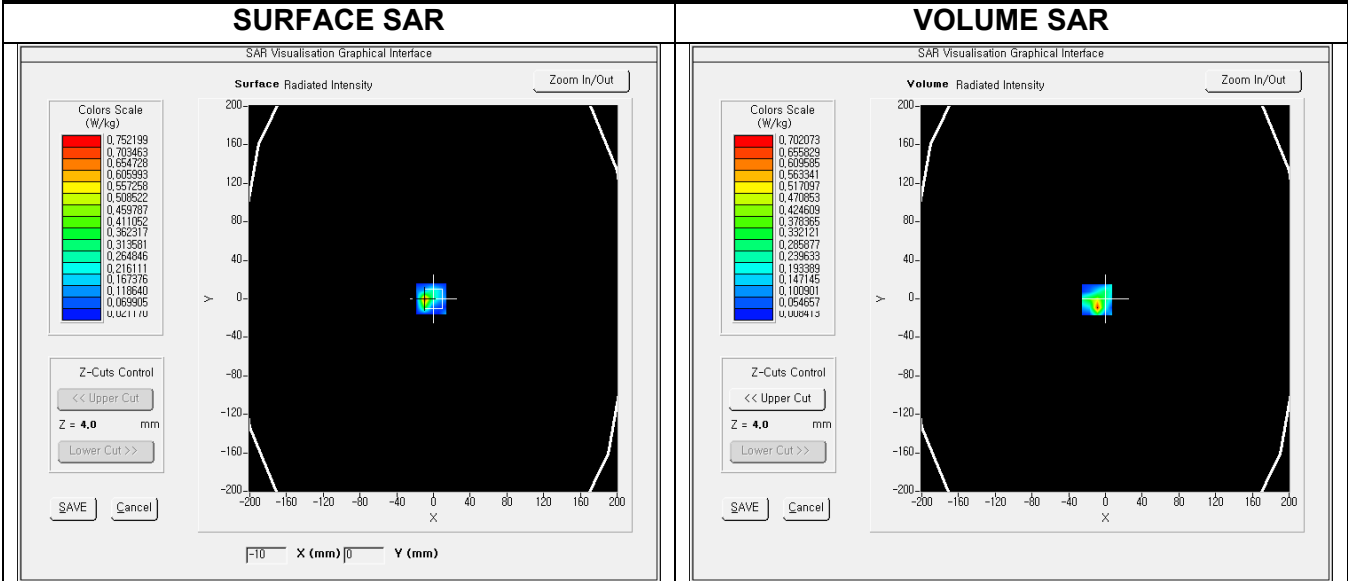 SURFACE SAR
SAR Visualisation Graphical Interface
Surface Radiated Intensity
Zoom In/Out
Colors Scale
(W/kg)
0,752199
0,703463
0,654728
0,605993
0,557258
0,508522
0,459787
0,411052
0,362317
0,313581
0,264846
0,216111
0,167376
0,118640
0,069905
0,021170
Z-Cuts Control
<< Upper Cut
Z = 4,0 mm
Lower Cut >>
SAVE
Cancel
200
160
120
80
40
0
-40
-80
-120
-160
-200
Y
-200 -160 -120 -80 -40 0 40 80 120 160 200
X
-10 X (mm) 0 Y (mm)
VOLUME SAR
SAR Visualisation Graphical Interface
Volume Radiated Intensity
Zoom In/Out
Colors Scale
(W/kg)
0,702073
0,655829
0,609585
0,563341
0,517097
0,470853
0,424609
0,378365
0,332121
0,285877
0,239633
0,193389
0,147145
0,100901
0,054657
0,008413
Z-Cuts Control
<< Upper Cut
Z = 4,0 mm
Lower Cut >>
SAVE
Cancel
200
160
120
80
40
0
-40
-80
-120
-160
-200
Y
-200 -160 -120 -80 -40 0 40 80 120 160 200
X